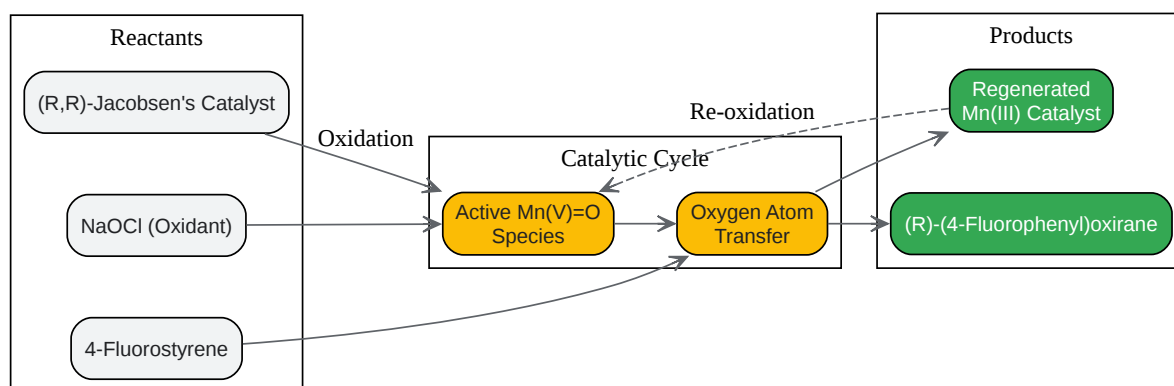 Reactants
(R,R)-Jacobsen's Catalyst
NaOCl (Oxidant)
4-Fluorostyrene
Oxidation
Catalytic Cycle
Active Mn(V)=O
Species
Oxygen Atom
Transfer
Re-oxidation
Products
Regenerated
Mn(III) Catalyst
(R)-(4-Fluorophenyl)oxirane